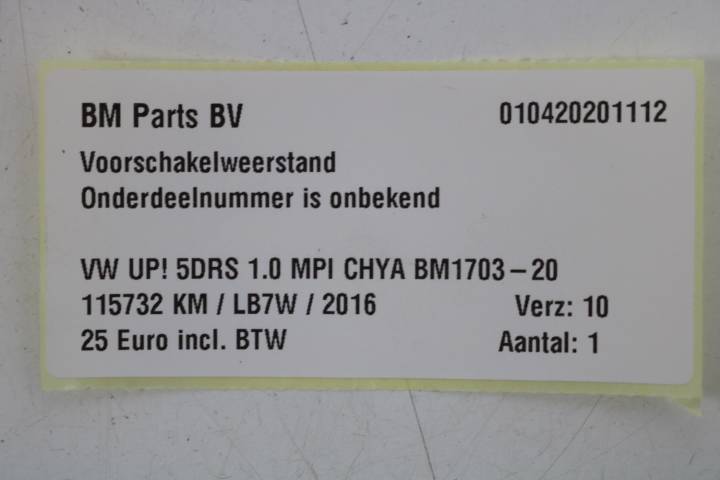 BM Parts BV 010420201112
Voorschakelweerstand
Onderdeelnummer is onbekend
VW UP! 5DRS 1.0 MPI CHYA BM1703-20
115732 KM / LB7W / 2016 Verz: 10
25 Euro incl. BTW Aantal: 1